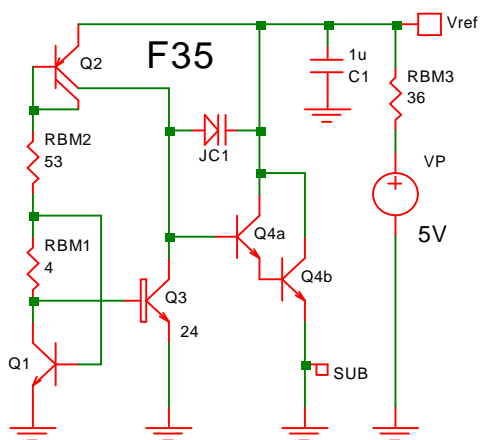 F35
Vref
Q2
1u
C1
RBM3
36
RBM2
53
JC1
VP
5V
RBM1
4
Q4a
Q4b
Q3
24
Q1
SUB